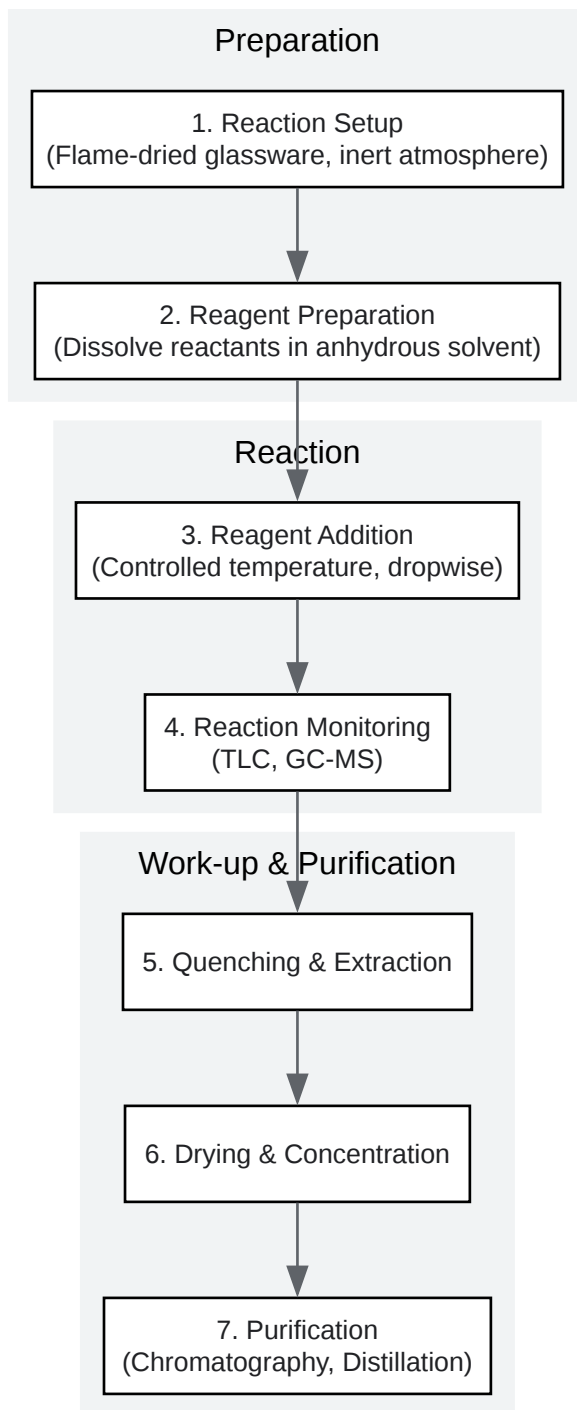 Preparation
1. Reaction Setup
(Flame-dried glassware, inert atmosphere)
2. Reagent Preparation
(Dissolve reactants in anhydrous solvent)
Reaction
3. Reagent Addition
(Controlled temperature, dropwise)
4. Reaction Monitoring
(TLC, GC-MS)
Work-up & Purification
5. Quenching & Extraction
6. Drying & Concentration
7. Purification
(Chromatography, Distillation)